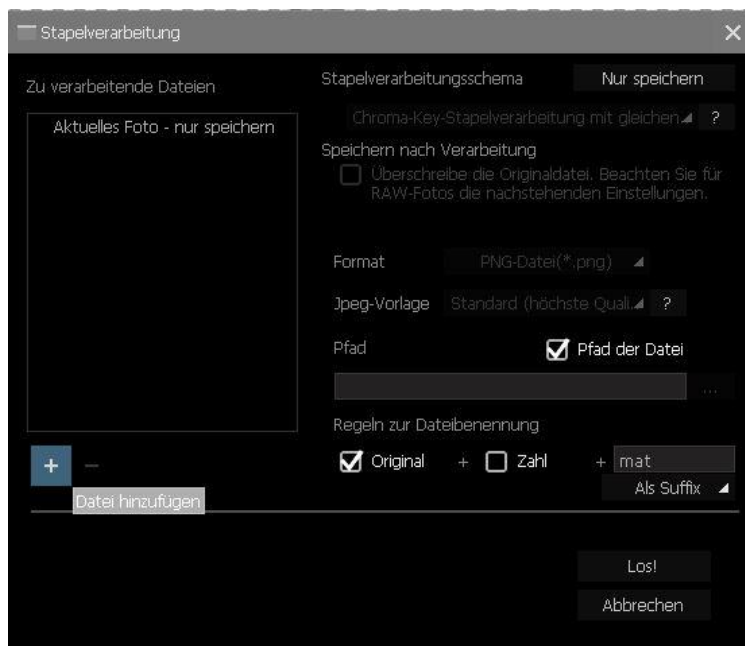 Stapelverarbeitung
Zu verarbeitende Dateien
Aktuelles Foto - nur speichern
+ −
Datei hinzufügen
Stapelverarbeitungsschema Nur speichern
Chroma-Key-Stapelverarbeitung mit gleichen ?
Speichern nach Verarbeitung
Überschreibe die Originaldatei. Beachten Sie für
RAW-Fotos die nachstehenden Einstellungen.
Format PNG-Datei(*.png)
Jpeg-Vorlage Standard (höchste Quali. ?
Pfad Pfad der Datei
...
Regeln zur Dateibenennung
Original + Zahl + mat
Als Suffix
Los!
Abbrechen